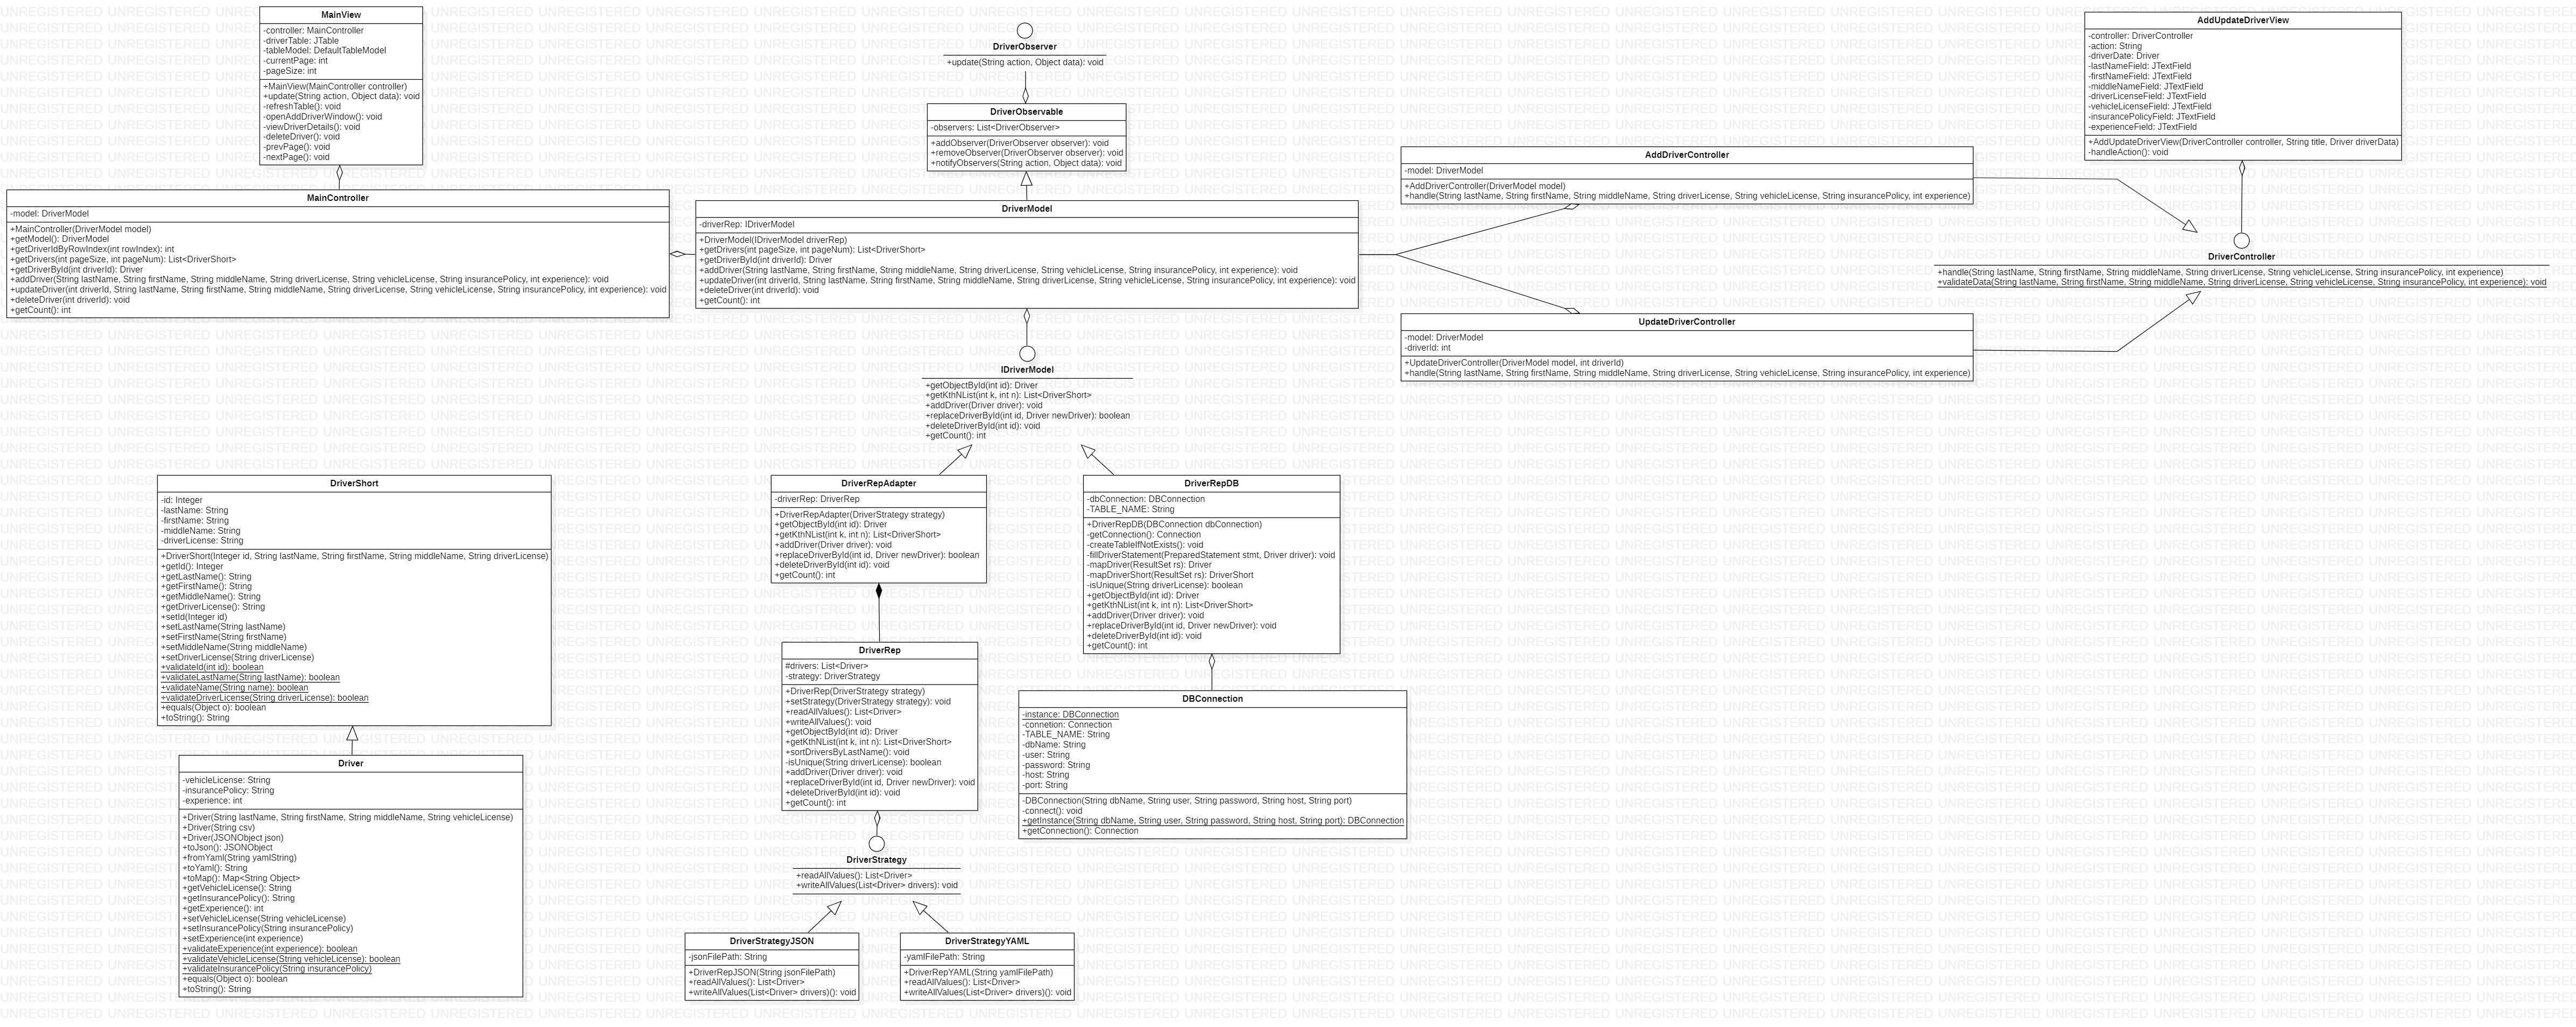 MainView
-controller: MainController
-driverTable: JTable
-tableModel: DefaultTableModel
-currentPage: int
-pageSize: int
+MainView(MainController controller)
+update(String action, Object data): void
-refreshTable(): void
-openAddDriverWindow(): void
-viewDriverDetails(): void
-deleteDriver(): void
-prevPage(): void
-nextPage(): void
MainController
-model: DriverModel
+MainController(DriverModel model)
+getModel(): DriverModel
+getDriverIdByRowIndex(int rowIndex): int
+getDrivers(int pageSize, int pageNum): List<DriverShort>
+getDriverById(int driverId): Driver
+addDriver(String lastName, String firstName, String middleName, String driverLicense, String vehicleLicense, String insurancePolicy, int experience): void
+updateDriver(int driverId, String lastName, String firstName, String middleName, String driverLicense, String vehicleLicense, String insurancePolicy, int experience): void
+deleteDriver(int driverId): void
+getCount(): int
DriverObserver
+update(String action, Object data): void
DriverObservable
-observers: List<DriverObserver>
+addObserver(DriverObserver observer): void
+removeObserver(DriverObserver observer): void
+notifyObservers(String action, Object data): void
DriverModel
-driverRep: IDriverModel
+DriverModel(IDriverModel driverRep)
+getDrivers(int pageSize, int pageNum): List<DriverShort>
+getDriverById(int driverId): Driver
+addDriver(String lastName, String firstName, String middleName, String driverLicense, String vehicleLicense, String insurancePolicy, int experience): void
+updateDriver(int driverId, String lastName, String firstName, String middleName, String driverLicense, String vehicleLicense, String insurancePolicy, int experience): void
+deleteDriver(int driverId): void
+getCount(): int
AddDriverController
-model: DriverModel
+AddDriverController(DriverModel model)
+handle(String lastName, String firstName, String middleName, String driverLicense, String vehicleLicense, String insurancePolicy, int experience)
UpdateDriverController
-model: DriverModel
-driverId: int
+UpdateDriverController(DriverModel model, int driverId)
+handle(String lastName, String firstName, String middleName, String driverLicense, String vehicleLicense, String insurancePolicy, int experience)
AddUpdateDriverView
-controller: DriverController
-action: String
-driverDate: Driver
-lastNameField: JTextField
-firstNameField: JTextField
-middleNameField: JTextField
-driverLicenseField: JTextField
-vehicleLicenseField: JTextField
-insurancePolicyField: JTextField
-experienceField: JTextField
+AddUpdateDriverView(DriverController controller, String title, Driver driverData)
-handleAction(): void
DriverController
+handle(String lastName, String firstName, String middleName, String driverLicense, String vehicleLicense, String insurancePolicy, int experience)
+validateData(String lastName, String firstName, String middleName, String driverLicense, String vehicleLicense, String insurancePolicy, int experience): void
IDriverModel
+getObjectById(int id): Driver
+getKthNList(int k, int n): List<DriverShort>
+addDriver(Driver driver): void
+replaceDriverById(int id, Driver newDriver): boolean
+deleteDriverById(int id): void
+getCount(): int
DriverShort
-id: Integer
-lastName: String
-firstName: String
-middleName: String
-driverLicense: String
+DriverShort(Integer id, String lastName, String firstName, String middleName, String driverLicense)
+getId(): Integer
+getLastName(): String
+getFirstName(): String
+getMiddleName(): String
+getDriverLicense(): String
+setId(Integer id)
+setLastName(String lastName)
+setFirstName(String firstName)
+setMiddleName(String middleName)
+setDriverLicense(String driverLicense)
+validateId(int id): boolean
+validateLastName(String lastName): boolean
+validateName(String name): boolean
+validateDriverLicense(String driverLicense): boolean
+equals(Object o): boolean
+toString(): String
Driver
-vehicleLicense: String
-insurancePolicy: String
-experience: int
+Driver(String lastName, String firstName, String middleName, String vehicleLicense)
+Driver(String csv)
+Driver(JSONObject json)
+toJson(): JSONObject
+fromYaml(String yamlString)
+toYaml(): String
+toMap(): Map<String Object>
+getVehicleLicense(): String
+getInsurancePolicy(): String
+getExperience(): int
+setVehicleLicense(String vehicleLicense)
+setInsurancePolicy(String insurancePolicy)
+setExperience(int experience)
+validateExperience(int experience): boolean
+validateVehicleLicense(String vehicleLicense): boolean
+validateInsurancePolicy(String insurancePolicy)
+equals(Object o): boolean
+toString(): String
DriverRepAdapter
-driverRep: DriverRep
+DriverRepAdapter(DriverStrategy strategy)
+getObjectById(int id): Driver
+getKthNList(int k, int n): List<DriverShort>
+addDriver(Driver driver): void
+replaceDriverById(int id, Driver newDriver): boolean
+deleteDriverById(int id): void
+getCount(): int
DriverRep
#drivers: List<Driver>
-strategy: DriverStrategy
+DriverRep(DriverStrategy strategy)
+setStrategy(DriverStrategy strategy): void
+readAllValues(): List<Driver>
+writeAllValues(): void
+getObjectById(int id): Driver
+getKthNList(int k, int n): List<DriverShort>
+sortDriversByLastName(): void
-isUnique(String driverLicense): boolean
+addDriver(Driver driver): void
+replaceDriverById(int id, Driver newDriver): void
+deleteDriverById(int id): void
+getCount(): int
DriverStrategy
+readAllValues(): List<Driver>
+writeAllValues(List<Driver> drivers): void
DriverStrategyJSON
-jsonFilePath: String
+DriverRepJSON(String jsonFilePath)
+readAllValues(): List<Driver>
+writeAllValues(List<Driver> drivers)(): void
DriverStrategyYAML
-yamlFilePath: String
+DriverRepYAML(String yamlFilePath)
+readAllValues(): List<Driver>
+writeAllValues(List<Driver> drivers)(): void
DriverRepDB
-dbConnection: DBConnection
-TABLE_NAME: String
+DriverRepDB(DBConnection dbConnection)
-getConnection(): Connection
-createTableIfNotExists(): void
-fillDriverStatement(PreparedStatement stmt, Driver driver): void
-mapDriver(ResultSet rs): Driver
-mapDriverShort(ResultSet rs): DriverShort
-isUnique(String driverLicense): boolean
+getObjectById(int id): Driver
+getKthNList(int k, int n): List<DriverShort>
+addDriver(Driver driver): void
+replaceDriverById(int id, Driver newDriver): void
+deleteDriverById(int id): void
+getCount(): int
DBConnection
-instance: DBConnection
-connetion: Connection
-TABLE_NAME: String
-dbName: String
-user: String
-password: String
-host: String
-port: String
-DBConnection(String dbName, String user, String password, String host, String port)
-connect(): void
+getInstance(String dbName, String user, String password, String host, String port): DBConnection
+getConnection(): Connection